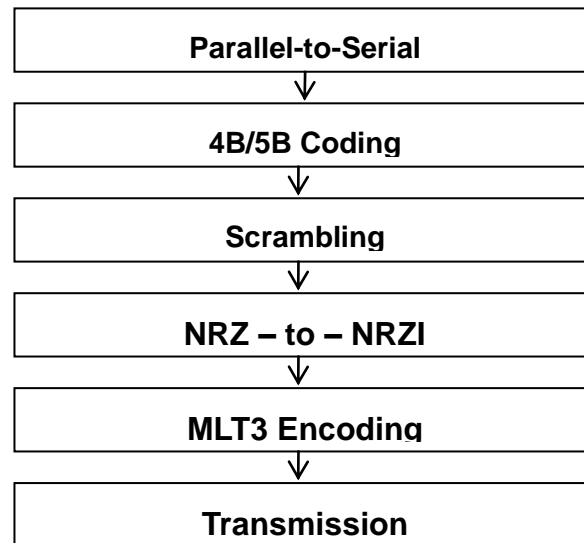 Parallel-to-Serial
4B/5B Coding
Scrambling
NRZ – to – NRZI
MLT3 Encoding
Transmission